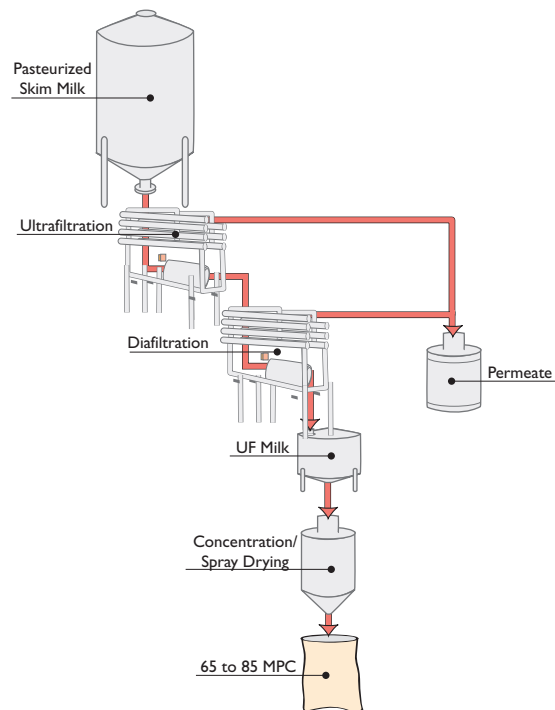 Pasteurized
Skim Milk
Ultrafiltration
Diafiltration
Permeate
UF Milk
Concentration/
Spray Drying
65 to 85 MPC